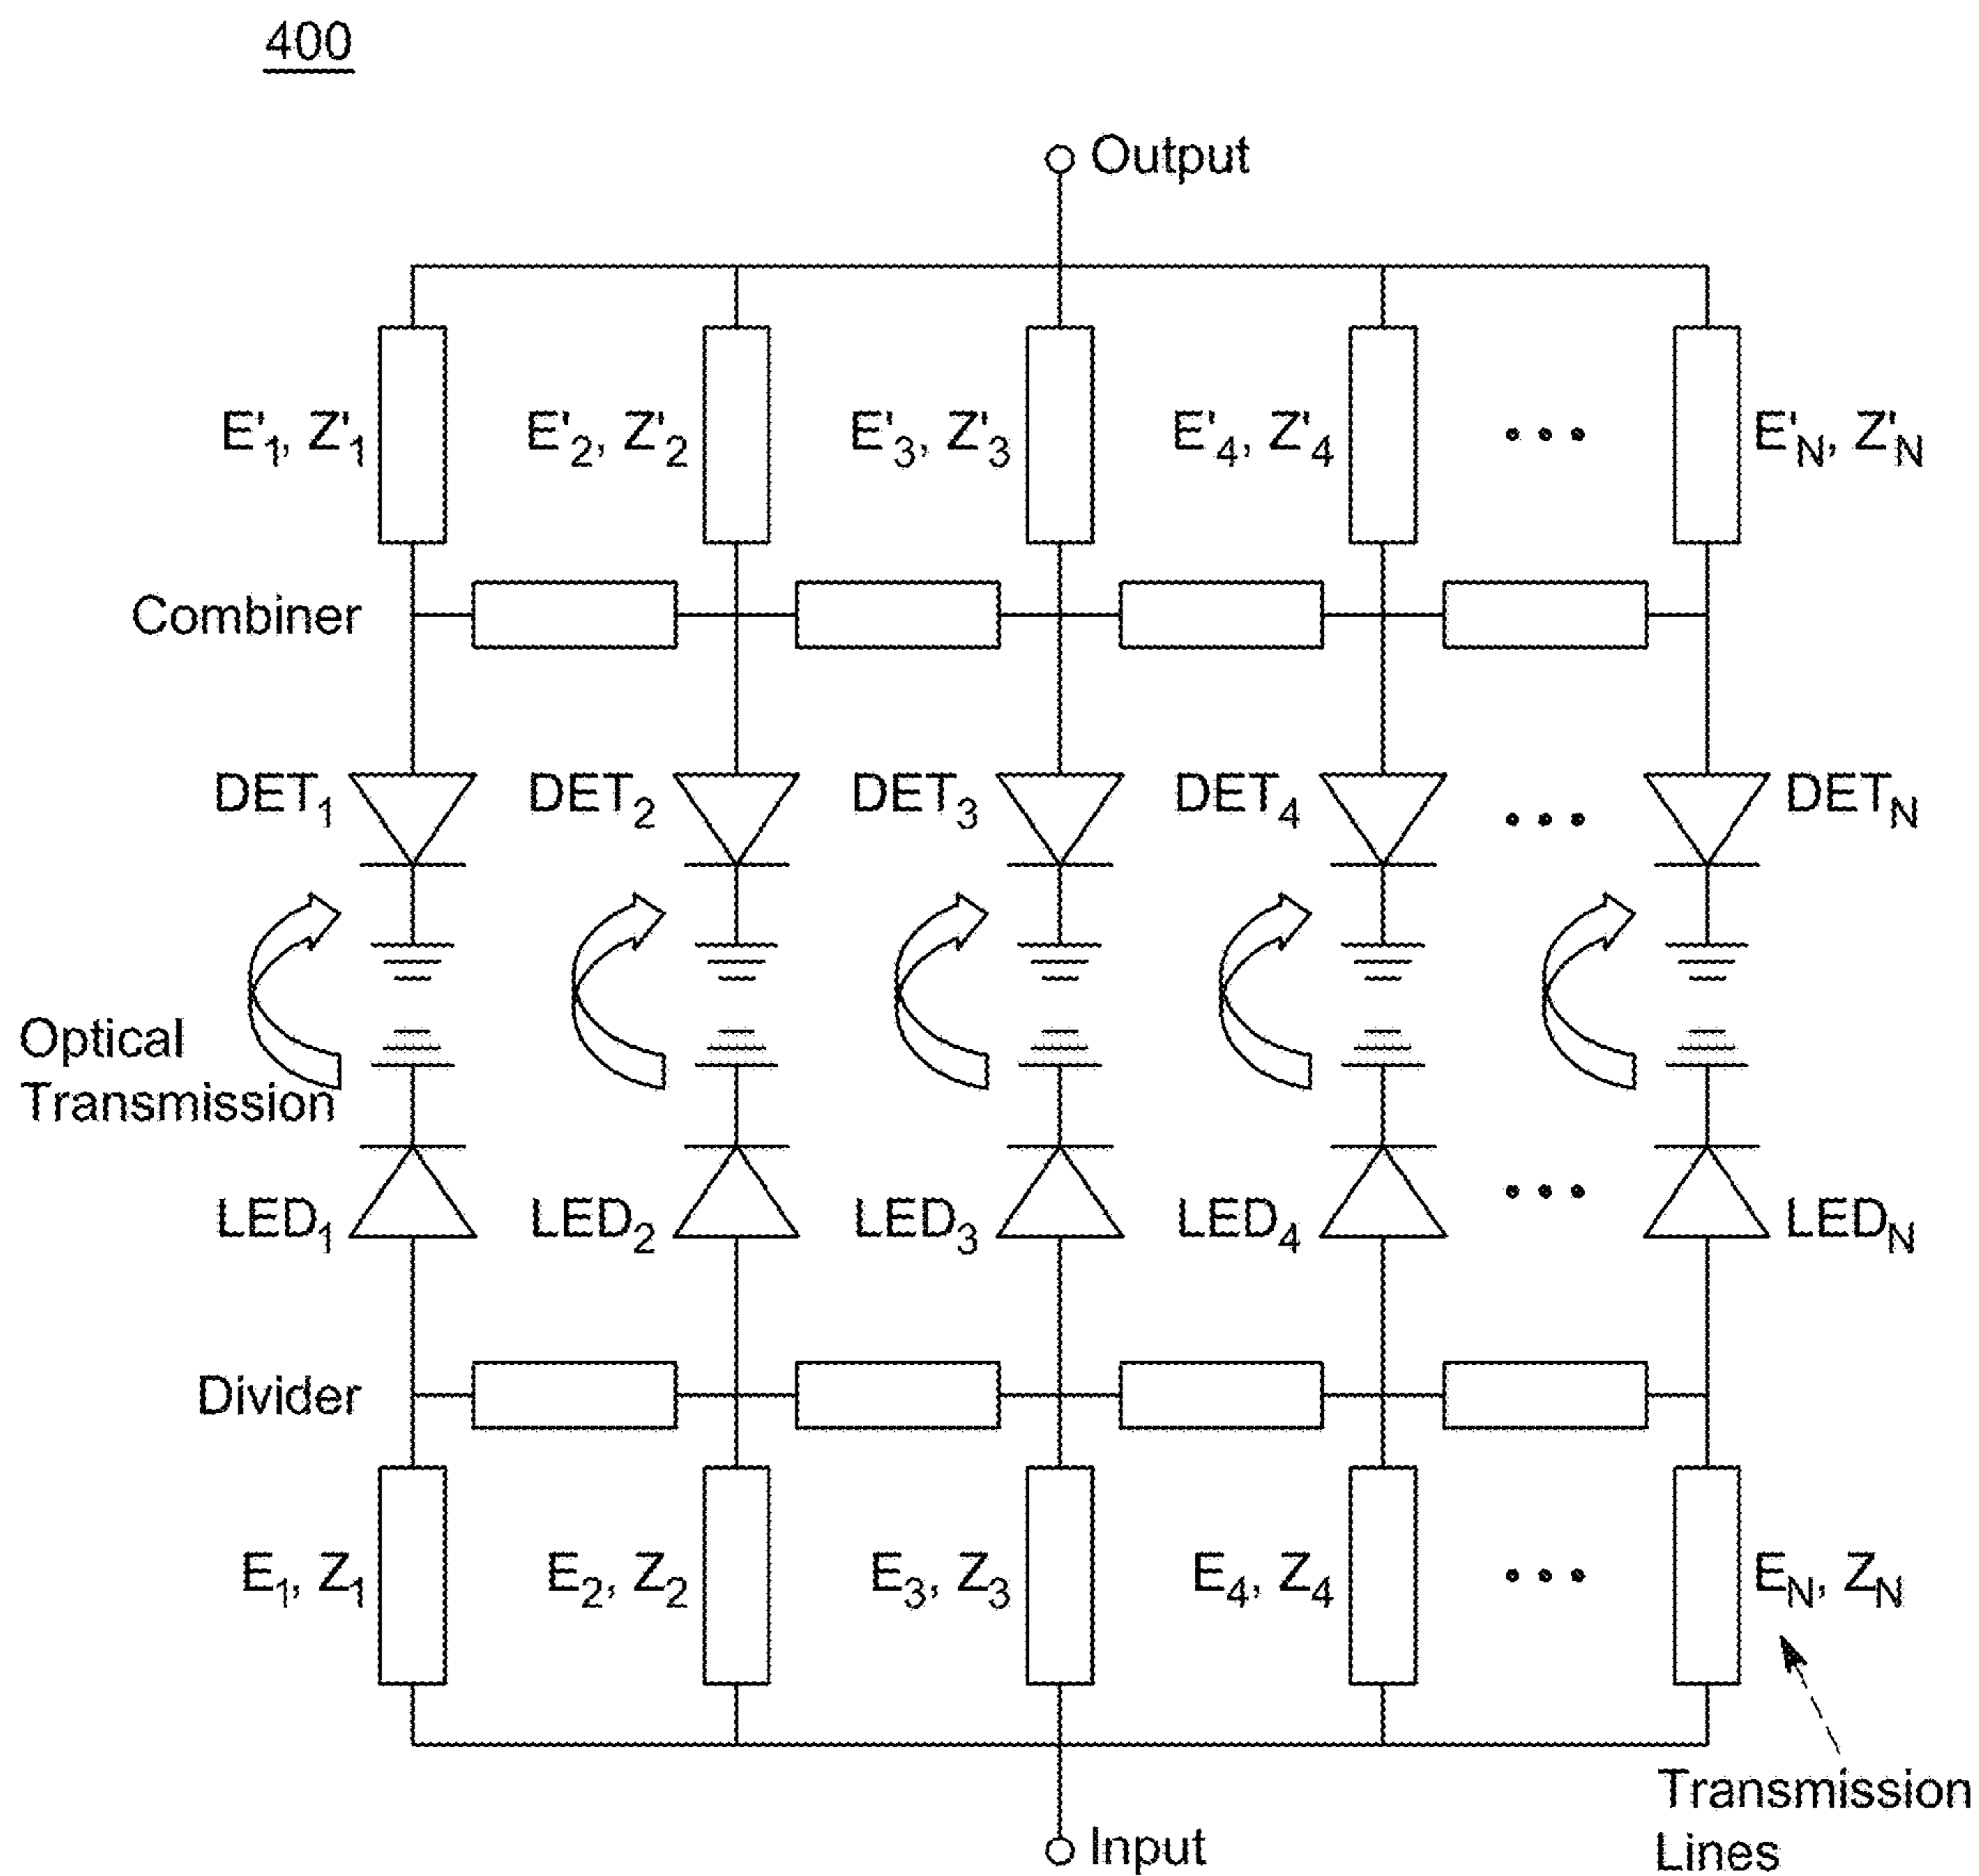 400
Output
E'₁, Z'₁ E'₂, Z'₂ E'₃, Z'₃ E'₄, Z'₄ ... E'N, Z'N
Combiner
DET₁ DET₂ DET₃ DET₄ ... DETN
Optical
Transmission
LED₁ LED₂ LED₃ LED₄ ... LEDN
Divider
E₁, Z₁ E₂, Z₂ E₃, Z₃ E₄, Z₄ ... EN, ZN
Transmission
Lines
Input